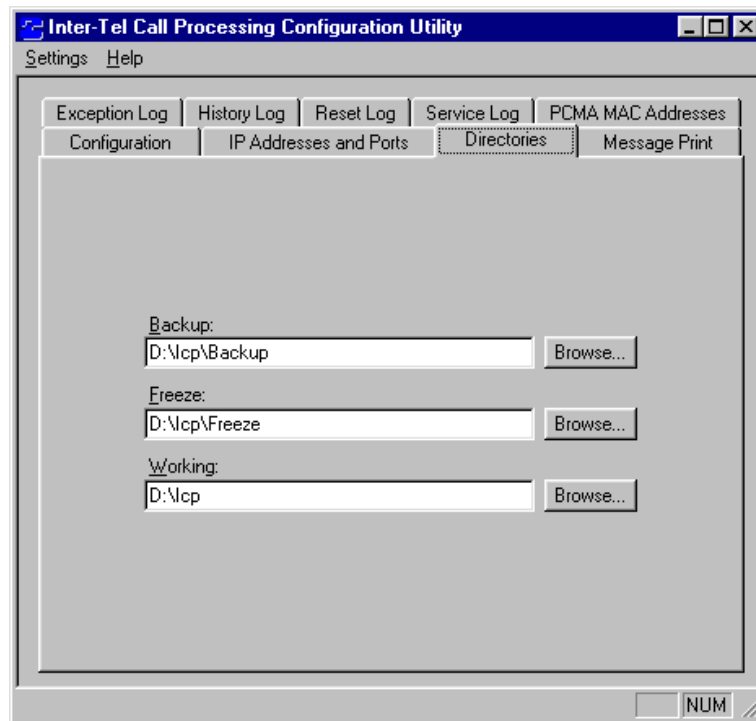 Inter-Tel Call Processing Configuration Utility
Settings Help
Exception Log History Log Reset Log Service Log PCMA MAC Addresses
Configuration IP Addresses and Ports Directories Message Print
Backup:
D:\Icp\Backup Browse...
Freeze:
D:\Icp\Freeze Browse...
Working:
D:\Icp Browse...
NUM